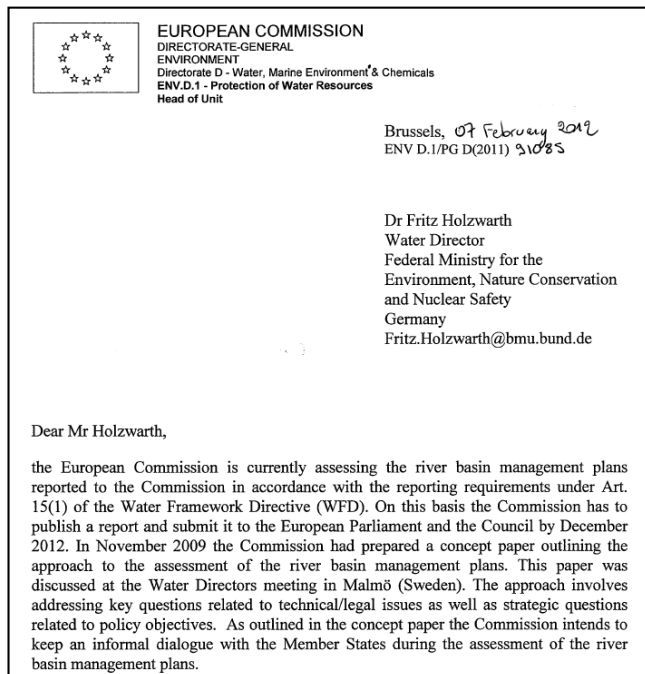 EUROPEAN COMMISSION
DIRECTORATE-GENERAL
ENVIRONMENT
Directorate D - Water, Marine Environment & Chemicals
ENV.D.1 - Protection of Water Resources
Head of Unit
Brussels, 07 February 2012
ENV D.1/PG D(2011) 91085
Dr Fritz Holzwarth
Water Director
Federal Ministry for the
Environment, Nature Conservation
and Nuclear Safety
Germany
Fritz.Holzwarth@bmu.bund.de
Dear Mr Holzwarth,
the European Commission is currently assessing the river basin management plans
reported to the Commission in accordance with the reporting requirements under Art.
15(1) of the Water Framework Directive (WFD). On this basis the Commission has to
publish a report and submit it to the European Parliament and the Council by December
2012. In November 2009 the Commission had prepared a concept paper outlining the
approach to the assessment of the river basin management plans. This paper was
discussed at the Water Directors meeting in Malmö (Sweden). The approach involves
addressing key questions related to technical/legal issues as well as strategic questions
related to policy objectives. As outlined in the concept paper the Commission intends to
keep an informal dialogue with the Member States during the assessment of the river
basin management plans.